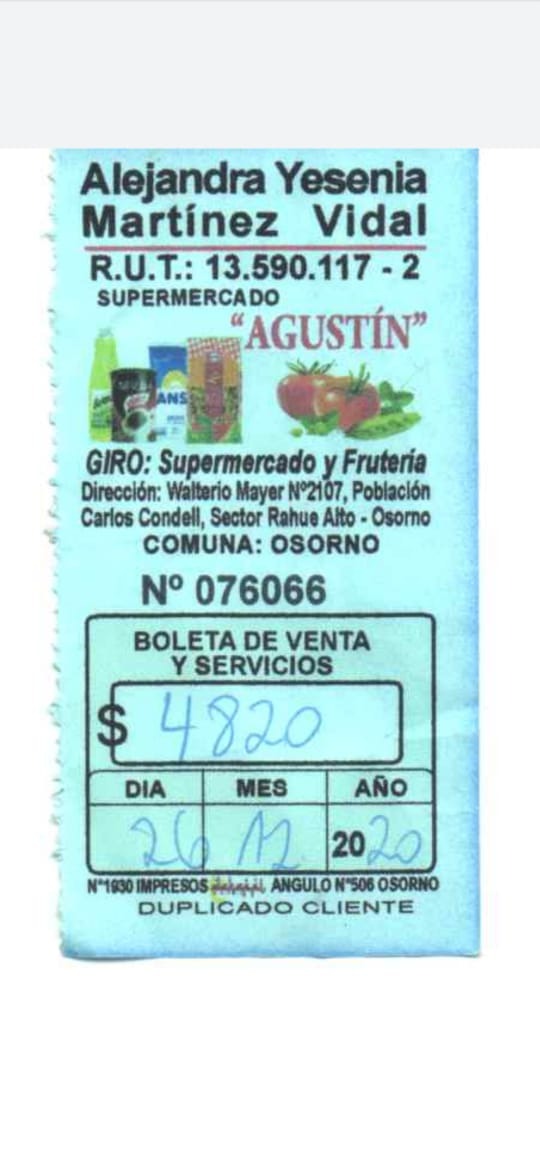 Alejandra Yesenia
Martínez Vidal
R.U.T.: 13.590.117 - 2
SUPERMERCADO
“AGUSTÍN”
GIRO: Supermercado y Frutería
Dirección: Walterio Mayer Nº2107, Población
Carlos Condell, Sector Rahue Alto - Osorno
COMUNA: OSORNO
Nº 076066
BOLETA DE VENTA
Y SERVICIOS
$ 4820
DIA MES AÑO
26 12 2020
N°1930 IMPRESOS ANGULO N°506 OSORNO
DUPLICADO CLIENTE